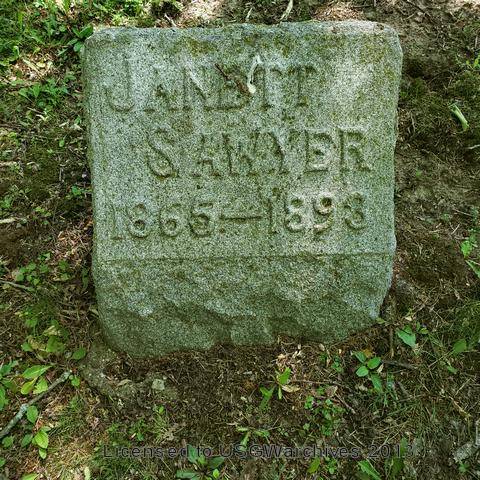 JANETT
SAWYER
1865-1893
Licensed to USGWarchives 2013